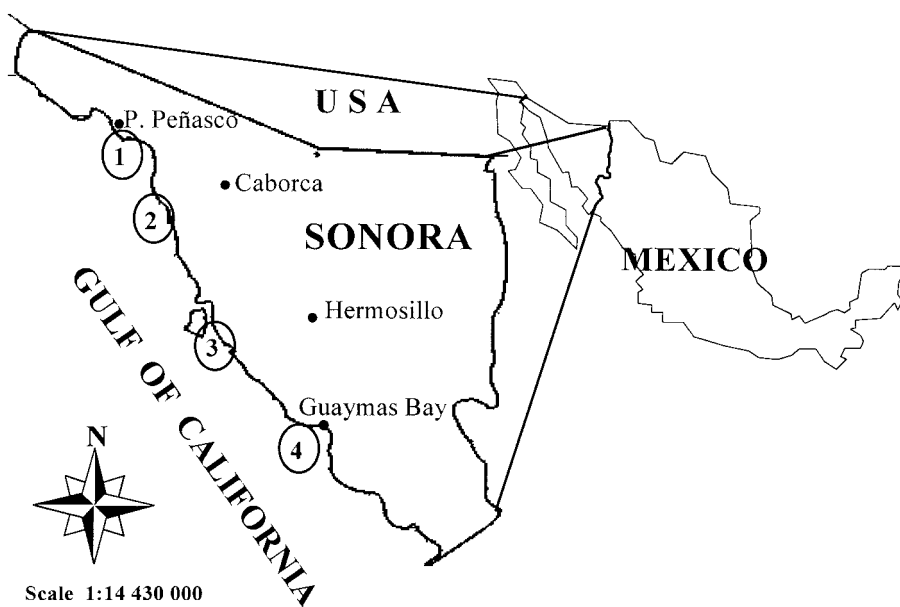 U S A
P. Peñasco
1
Caborca
2
SONORA
MEXICO
GULF OF CALIFORNIA
Hermosillo
3
Guaymas Bay
4
N
Scale 1:14 430 000